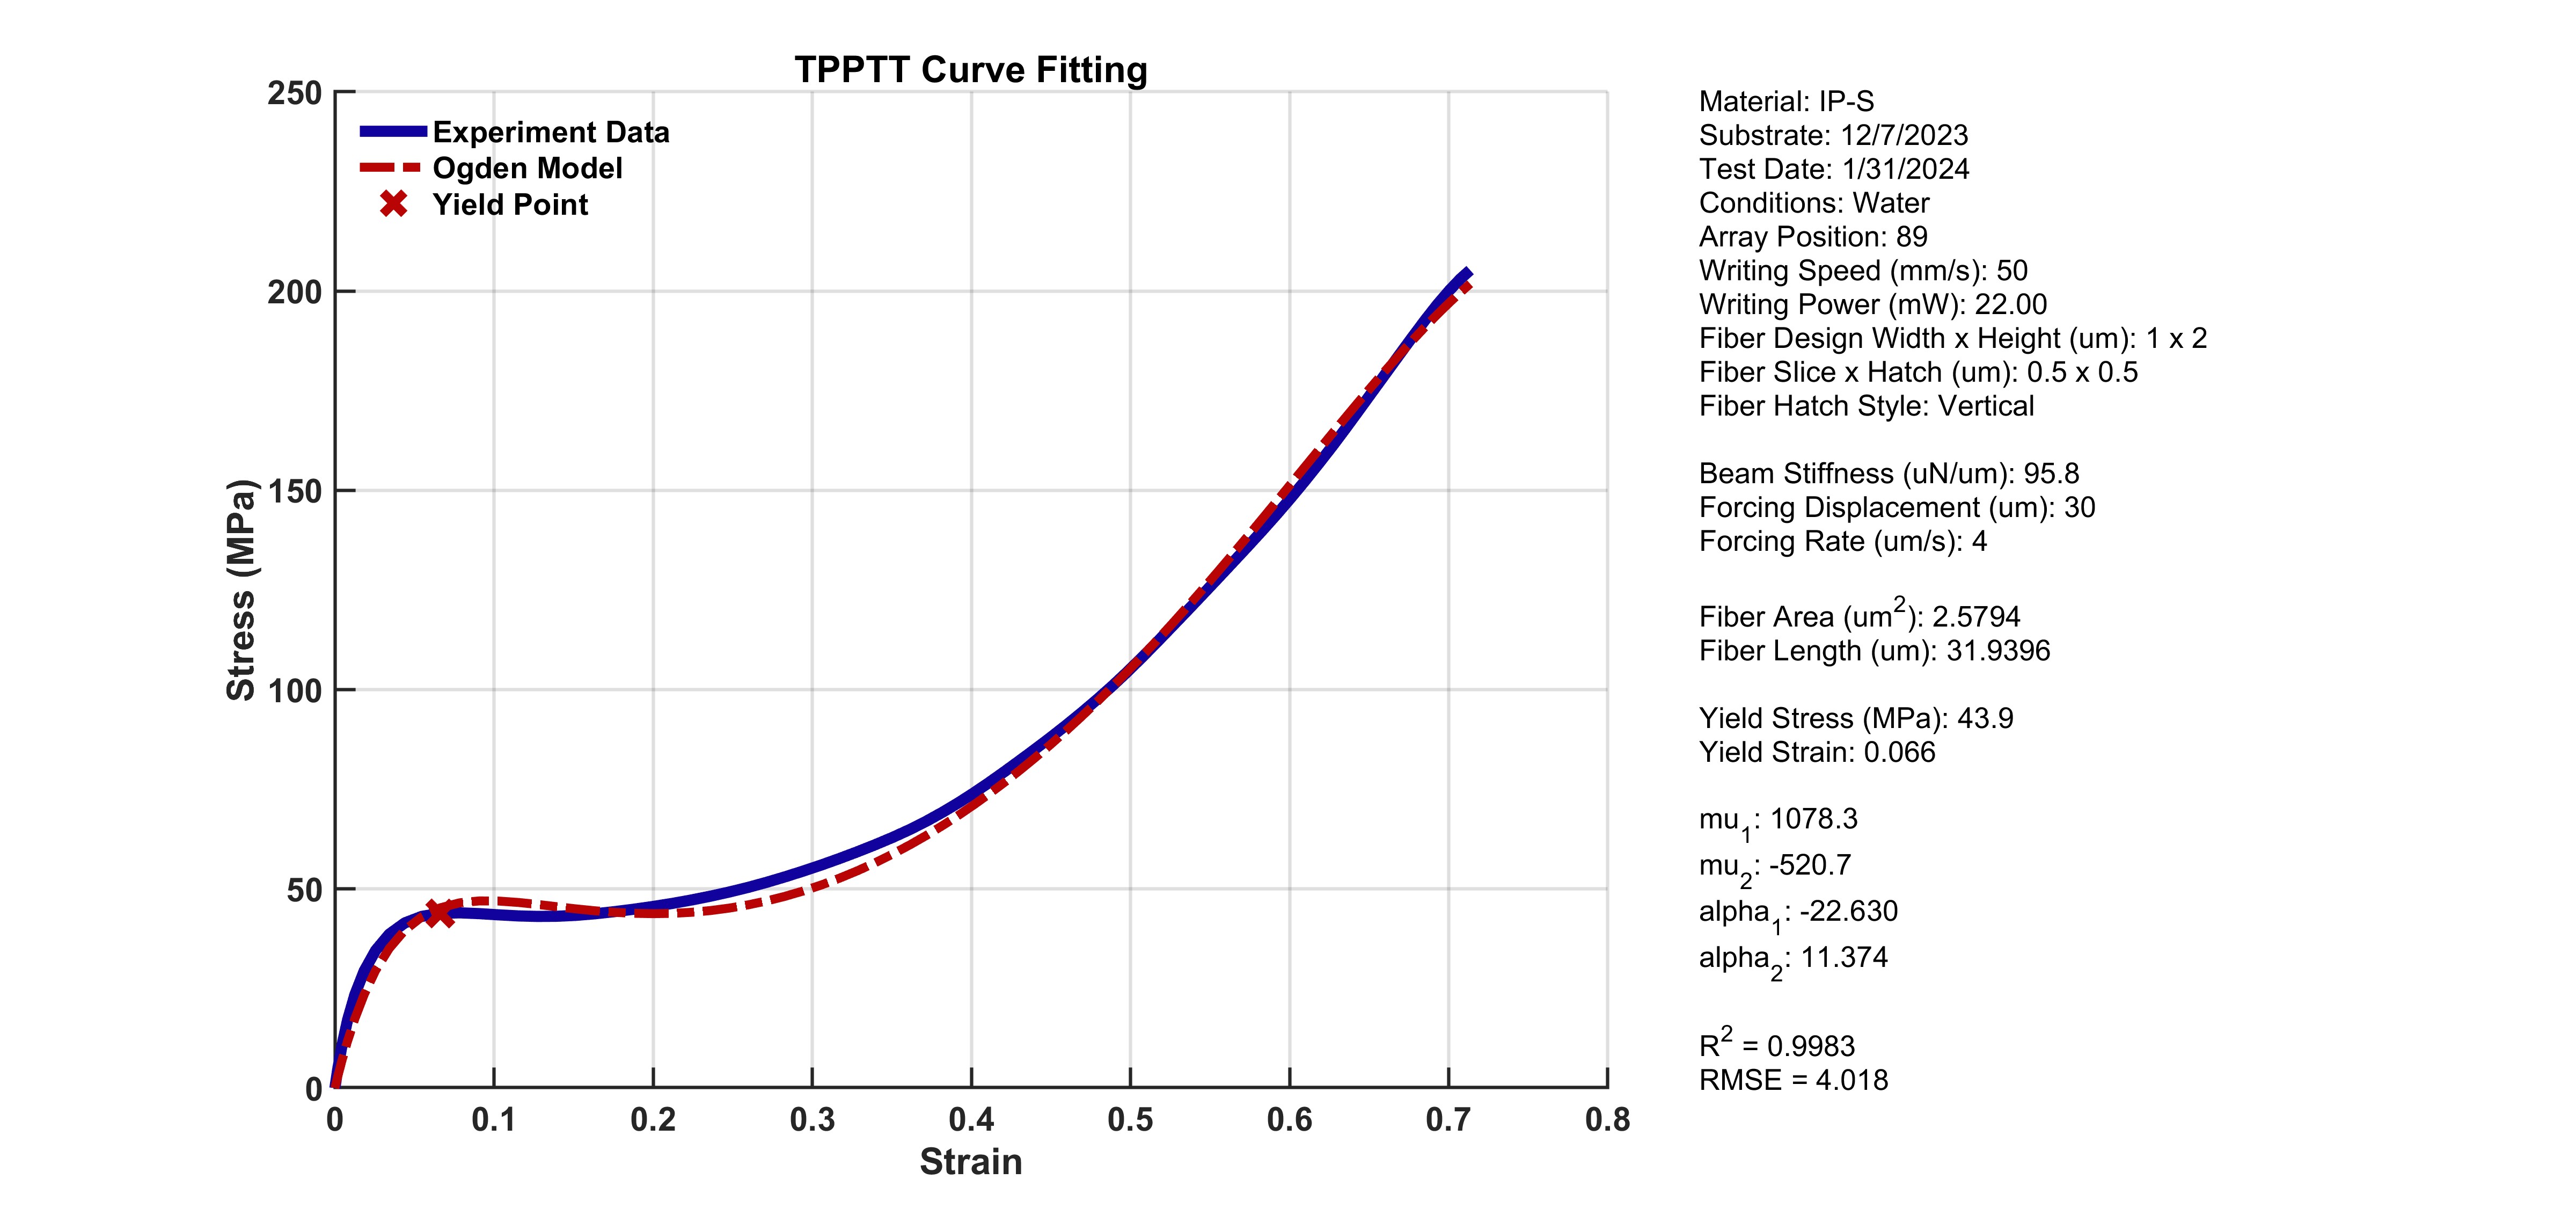 TPPTT Curve Fitting
250
200
150
100
50
0
Stress (MPa)
Experiment Data
Ogden Model
Yield Point
0 0.1 0.2 0.3 0.4 0.5 0.6 0.7 0.8
Strain
Material: IP-S
Substrate: 12/7/2023
Test Date: 1/31/2024
Conditions: Water
Array Position: 89
Writing Speed (mm/s): 50
Writing Power (mW): 22.00
Fiber Design Width x Height (um): 1 x 2
Fiber Slice x Hatch (um): 0.5 x 0.5
Fiber Hatch Style: Vertical
Beam Stiffness (uN/um): 95.8
Forcing Displacement (um): 30
Forcing Rate (um/s): 4
Fiber Area (um²): 2.5794
Fiber Length (um): 31.9396
Yield Stress (MPa): 43.9
Yield Strain: 0.066
mu₁: 1078.3
mu₂: -520.7
alpha₁: -22.630
alpha₂: 11.374
R² = 0.9983
RMSE = 4.018